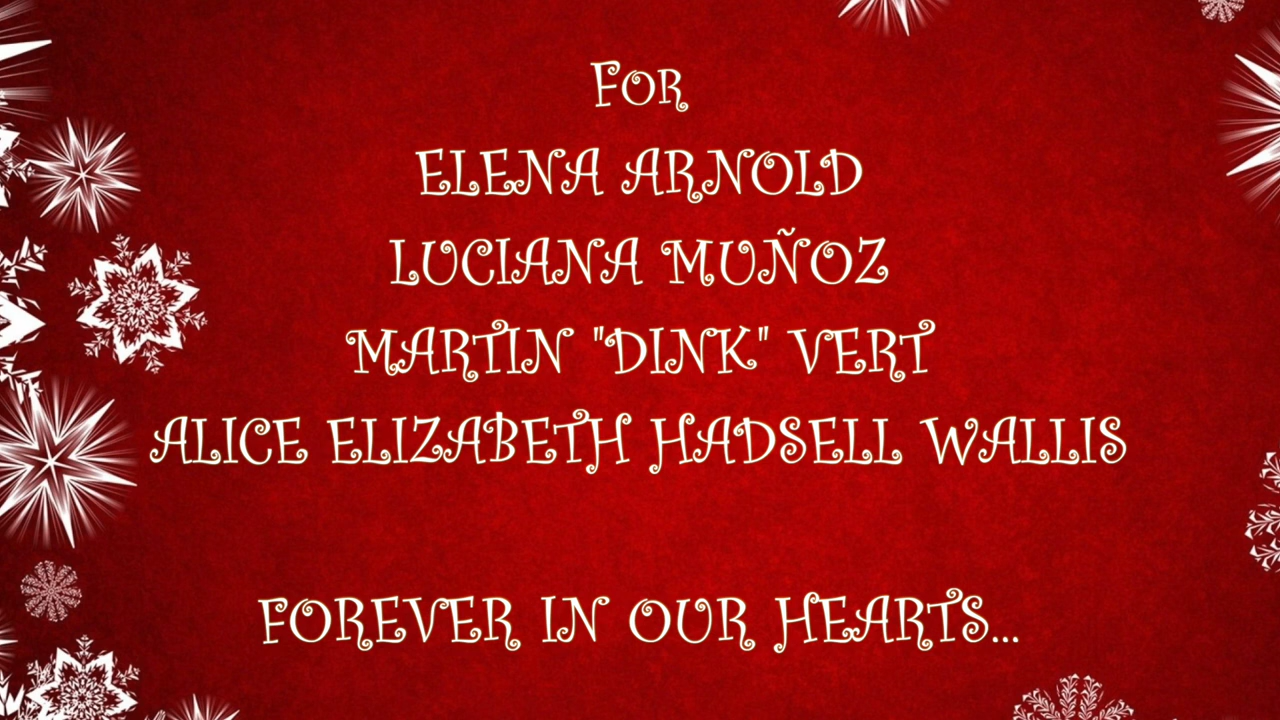 For
ELENA ARNOLD
LUCIANA MUÑOZ
MARTIN "DINK" VERT
ALICE ELIZABETH HADSELL WALLIS
FOREVER IN OUR HEARTS...